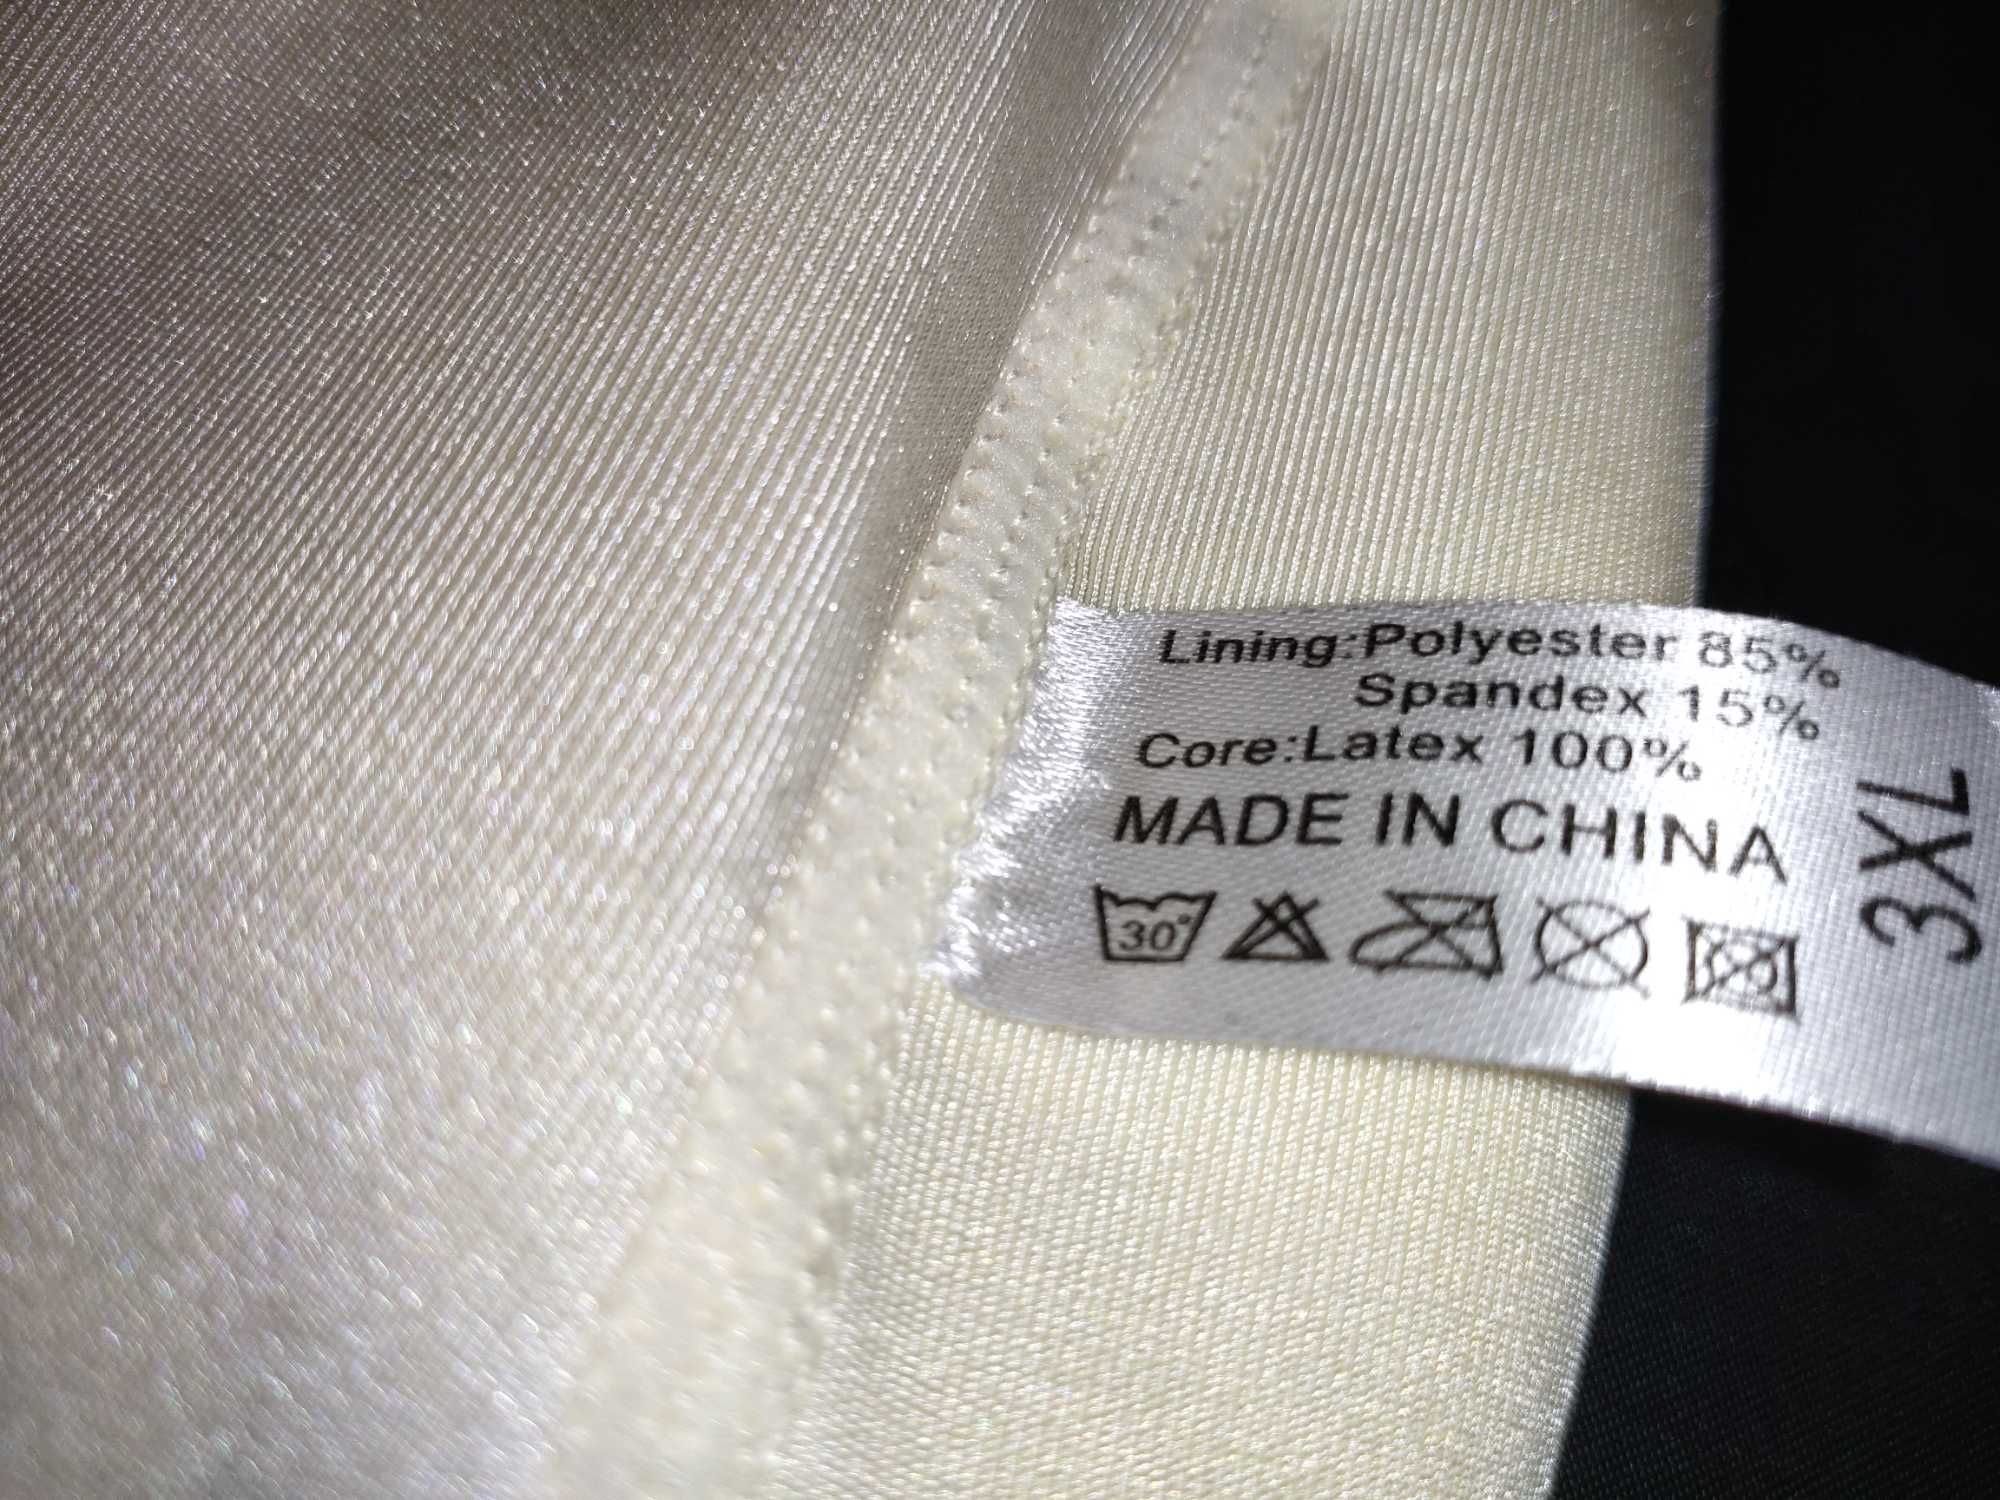 Lining:Polyester 85%
Spandex 15%
Core:Latex 100%
MADE IN CHINA
30°
3XL